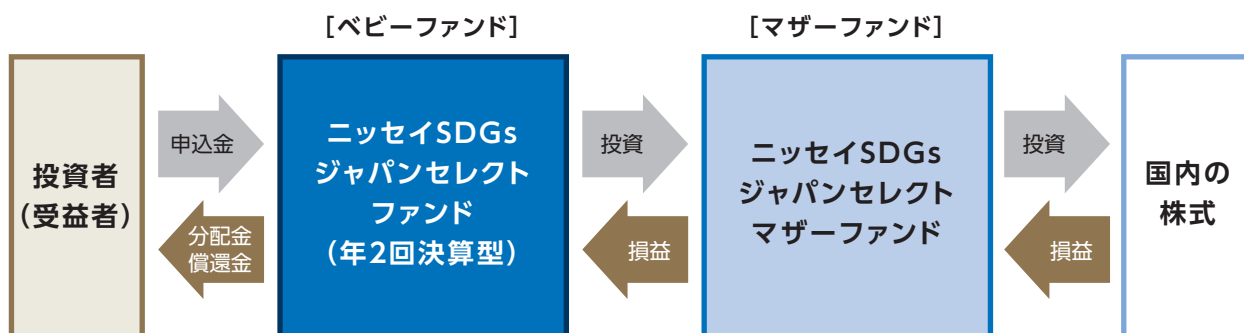 [ベビーファンド]
[マザーファンド]
投資者
(受益者)
申込金
分配金
償還金
ニッセイSDGs
ジャパンセレクト
ファンド
(年2回決算型)
投資
損益
ニッセイSDGs
ジャパンセレクト
マザーファンド
投資
損益
国内の
株式